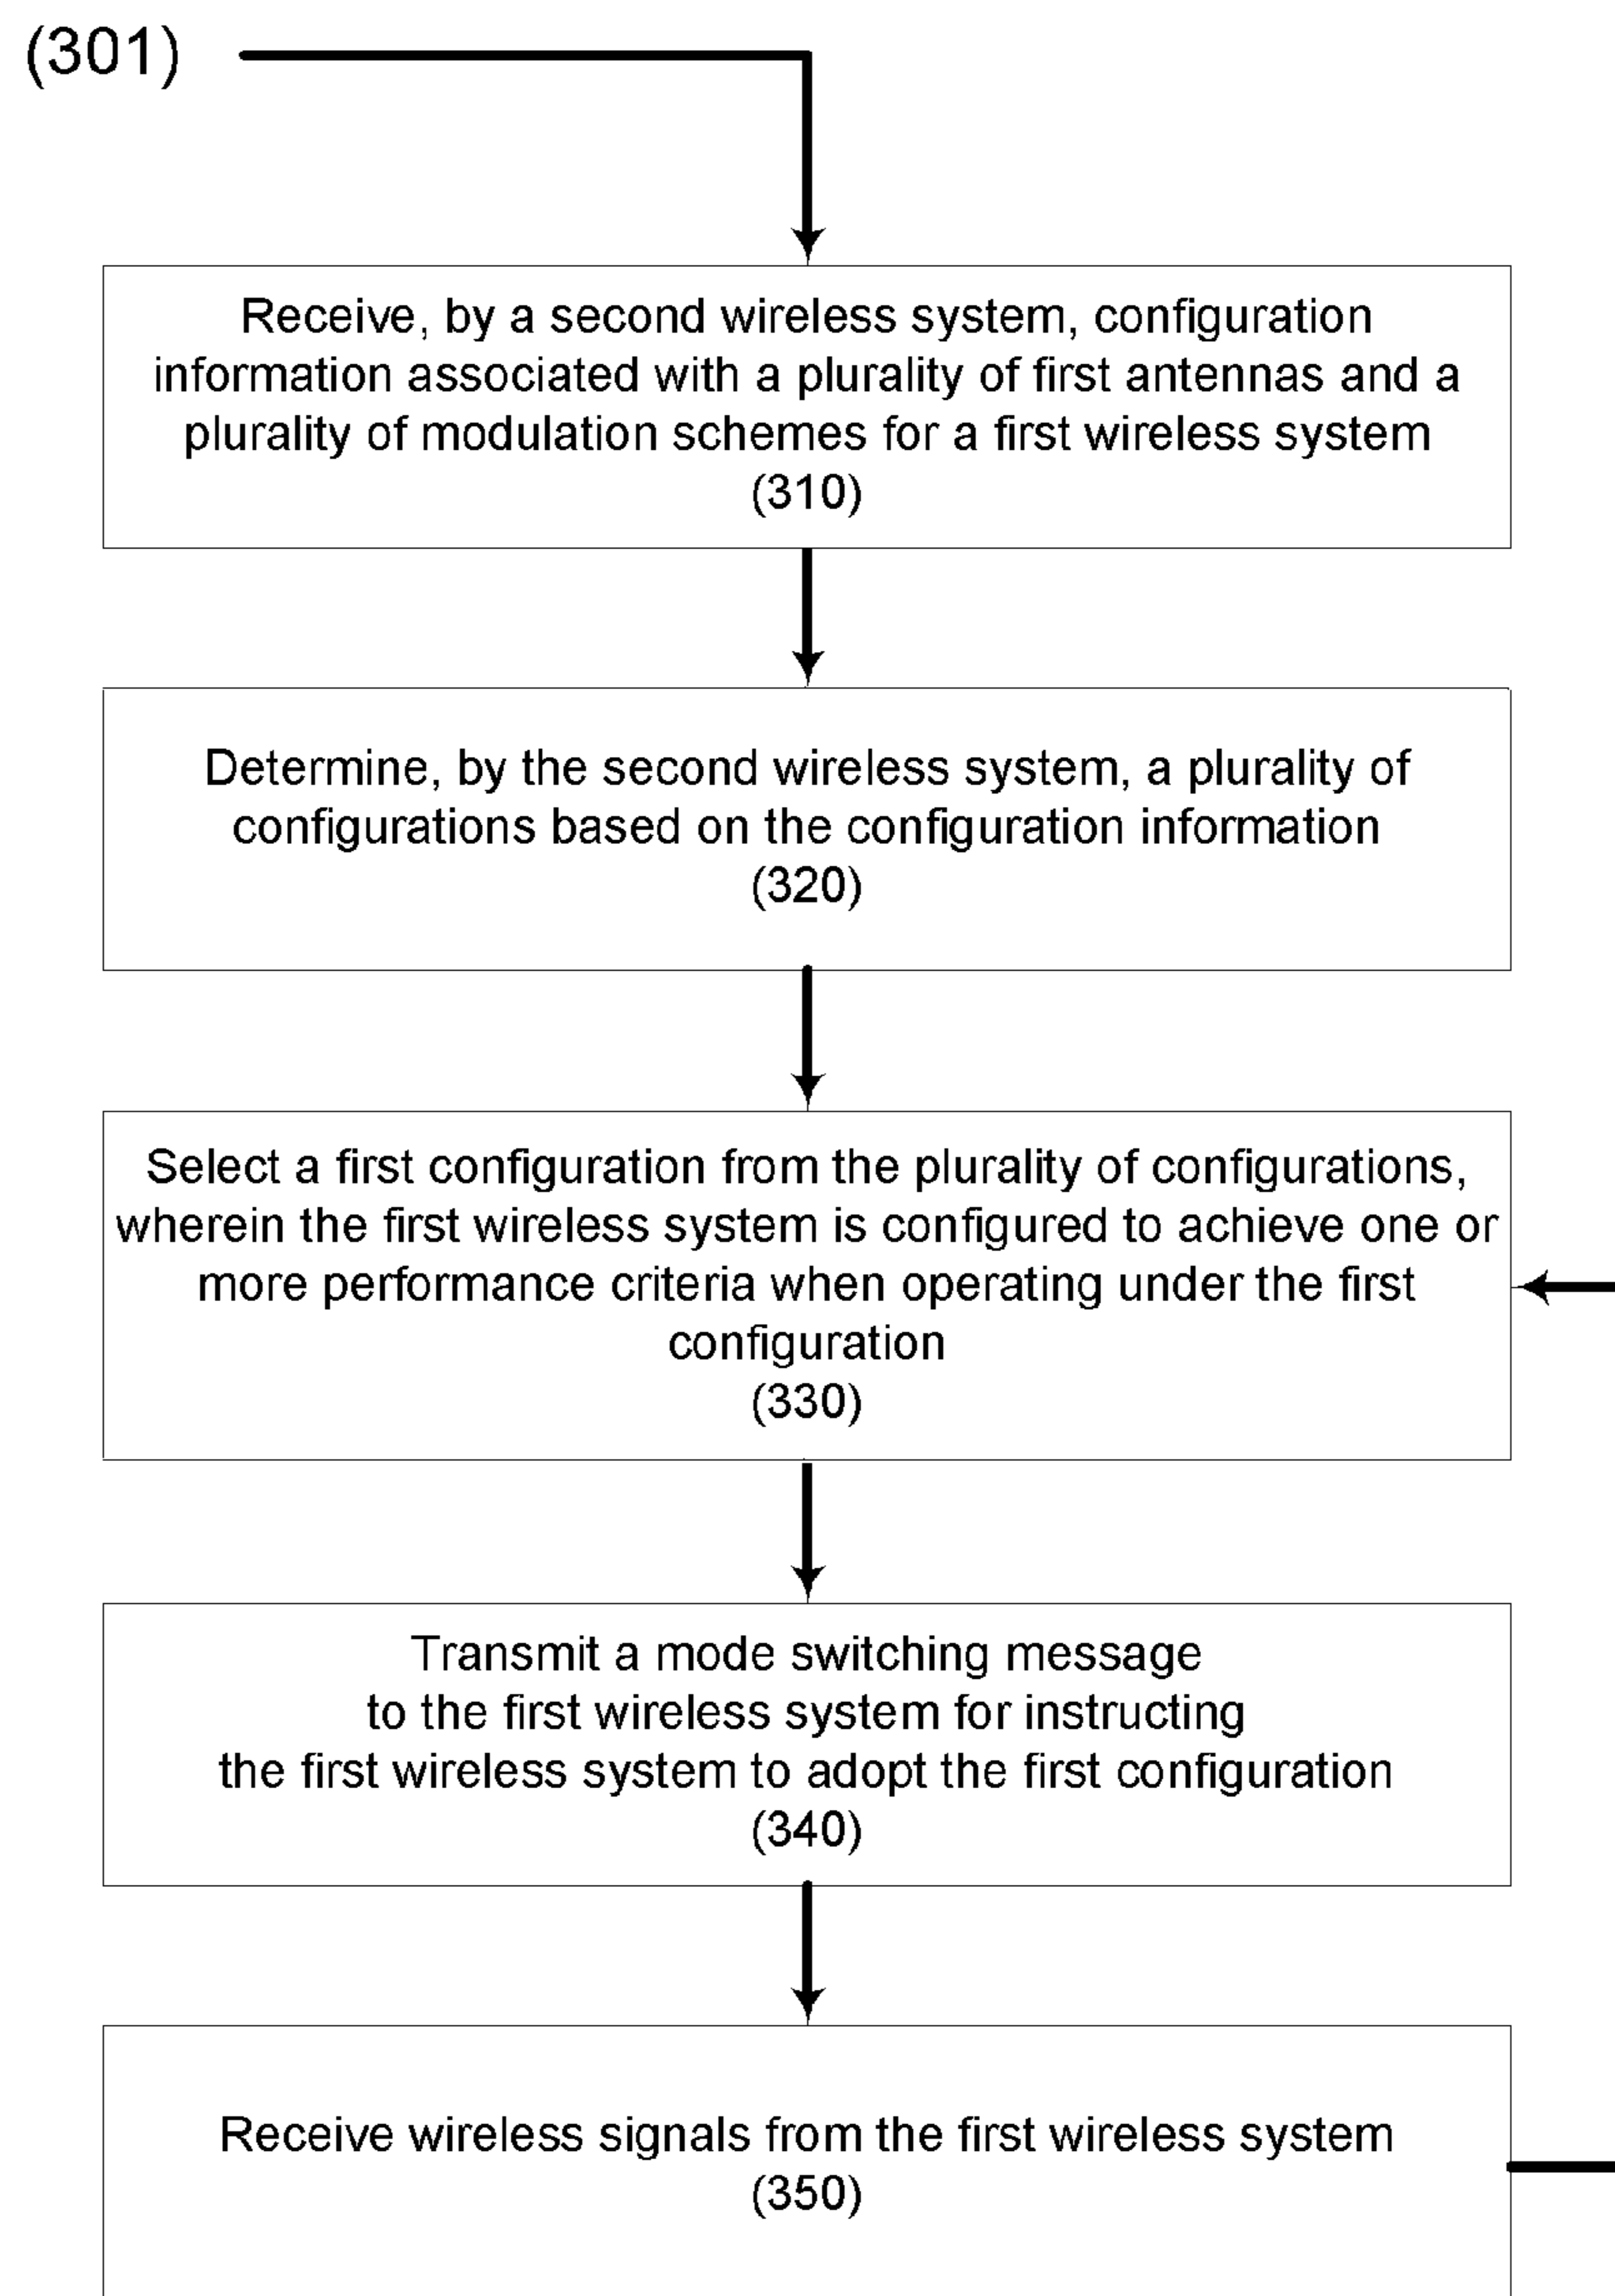 (301)
Receive, by a second wireless system, configuration
information associated with a plurality of first antennas and a
plurality of modulation schemes for a first wireless system
(310)
Determine, by the second wireless system, a plurality of
configurations based on the configuration information
(320)
Select a first configuration from the plurality of configurations,
wherein the first wireless system is configured to achieve one or
more performance criteria when operating under the first
configuration
(330)
Transmit a mode switching message
to the first wireless system for instructing
the first wireless system to adopt the first configuration
(340)
Receive wireless signals from the first wireless system
(350)